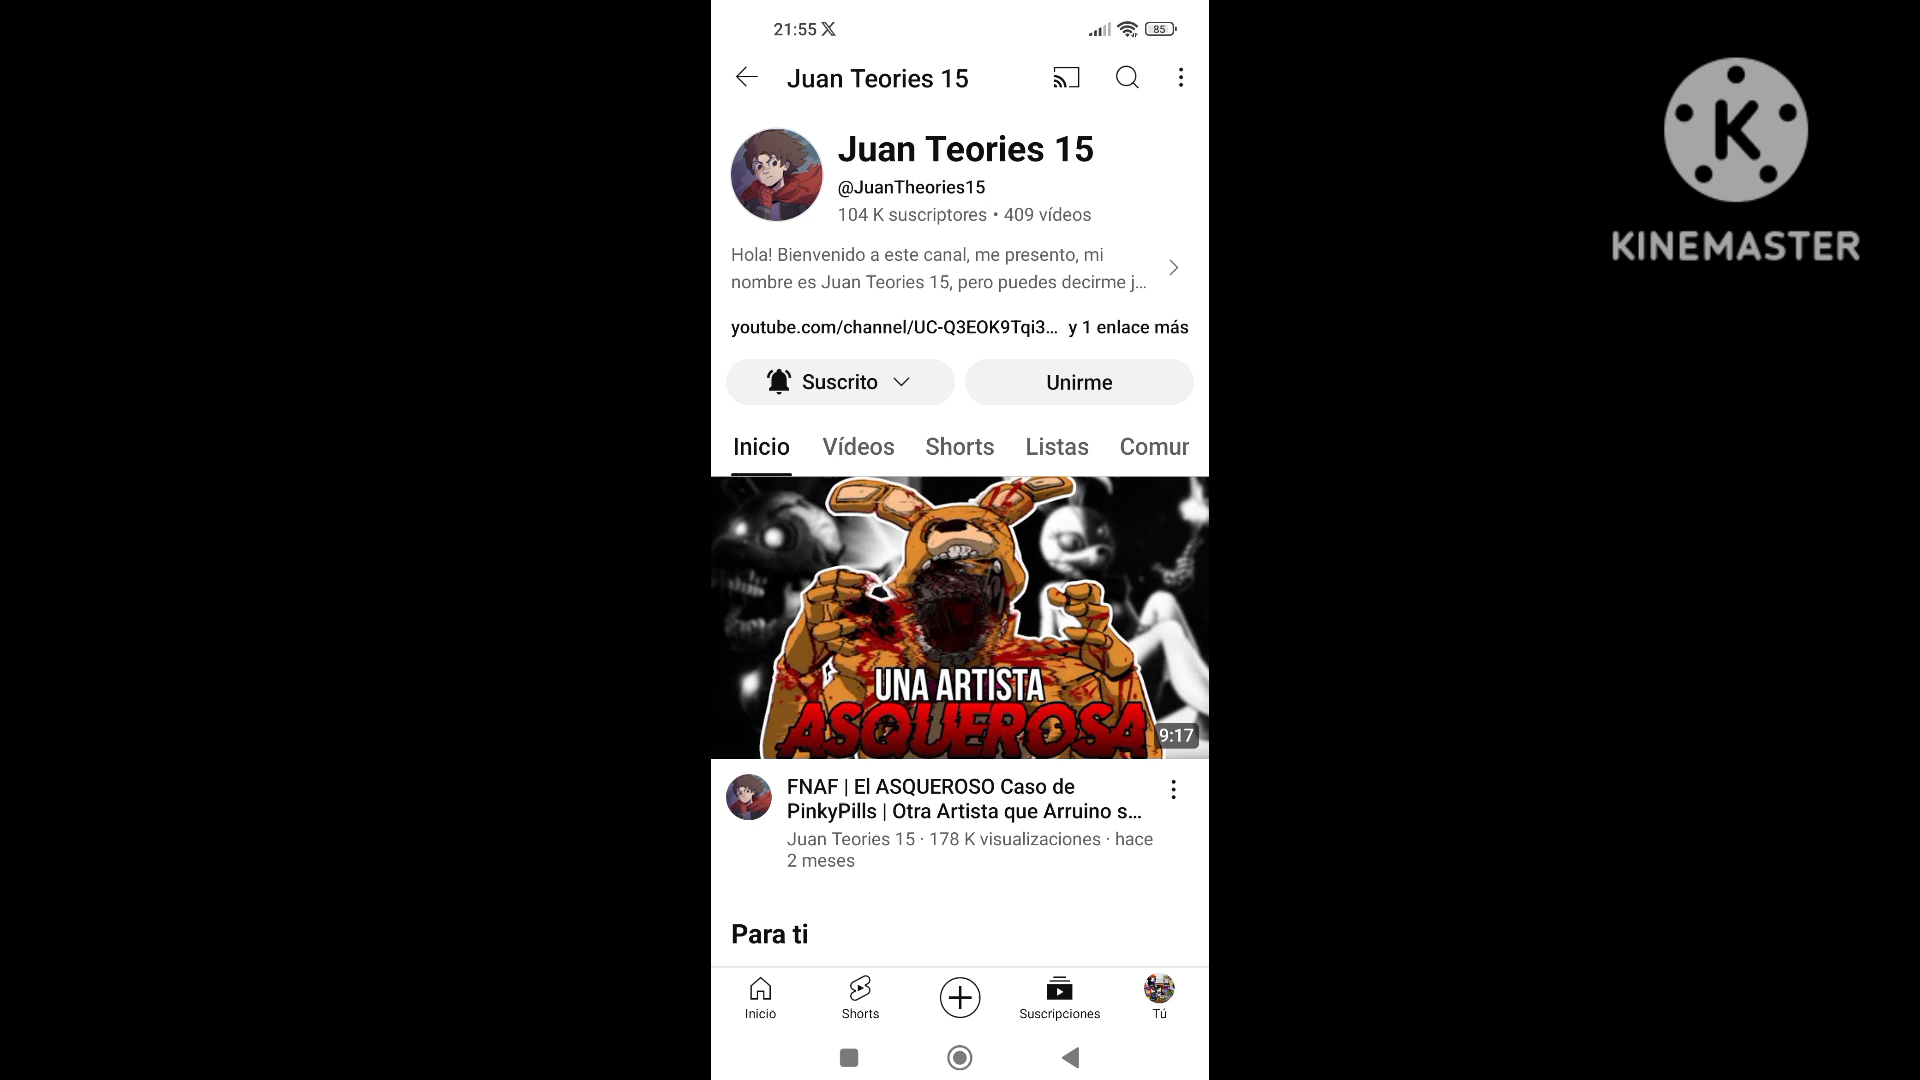 21:55
85
Juan Teories 15
Juan Teories 15
@JuanTheories15
104 K suscriptores • 409 vídeos
Hola! Bienvenido a este canal, me presento, mi
nombre es Juan Teories 15, pero puedes decirme j...
youtube.com/channel/UC-Q3EOK9Tqi3... y 1 enlace más
Suscrito
Unirme
Inicio Vídeos Shorts Listas Comur
UNA ARTISTA
ASQUEROSA
9:17
FNAF | El ASQUEROSO Caso de
PinkyPills | Otra Artista que Arruino s...
Juan Teories 15 · 178 K visualizaciones · hace
2 meses
Para ti
Inicio Shorts Suscripciones Tú
K
KINEMASTER